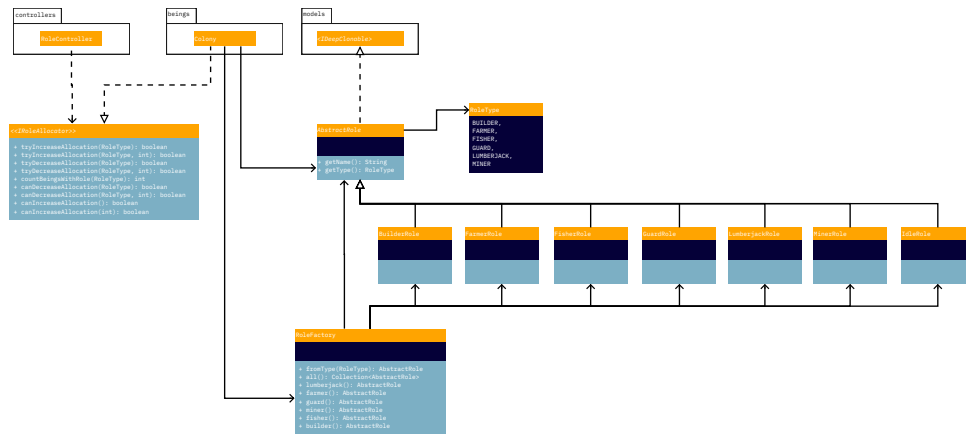 controllers
RoleController
beings
Colony
models
<IDeepClonable>
<<IRoleAllocator>>
+ tryIncreaseAllocation(RoleType): boolean
+ tryIncreaseAllocation(RoleType, int): boolean
+ tryDecreaseAllocation(RoleType): boolean
+ tryDecreaseAllocation(RoleType, int): boolean
+ countBeingsWithRole(RoleType): int
+ canDecreaseAllocation(RoleType): boolean
+ canDecreaseAllocation(RoleType, int): boolean
+ canIncreaseAllocation(): boolean
+ canIncreaseAllocation(int): boolean
AbstractRole
+ getName(): String
+ getType(): RoleType
RoleType
BUILDER,
FARMER,
FISHER,
GUARD,
LUMBERJACK,
MINER
BuilderRole
FarmerRole
FisherRole
GuardRole
LumberjackRole
MinerRole
IdleRole
RoleFactory
+ fromType(RoleType): AbstractRole
+ all(): Collection<AbstractRole>
+ lumberjack(): AbstractRole
+ farmer(): AbstractRole
+ guard(): AbstractRole
+ miner(): AbstractRole
+ fisher(): AbstractRole
+ builder(): AbstractRole